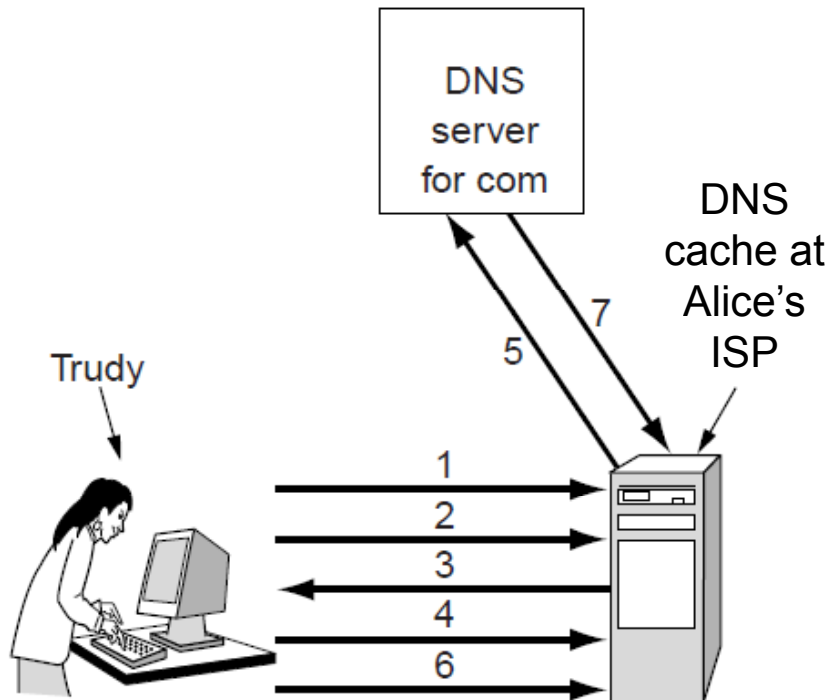 DNS
server
for com
DNS
cache at
Alice’s
ISP
7
5
Trudy
1
2
3
4
6